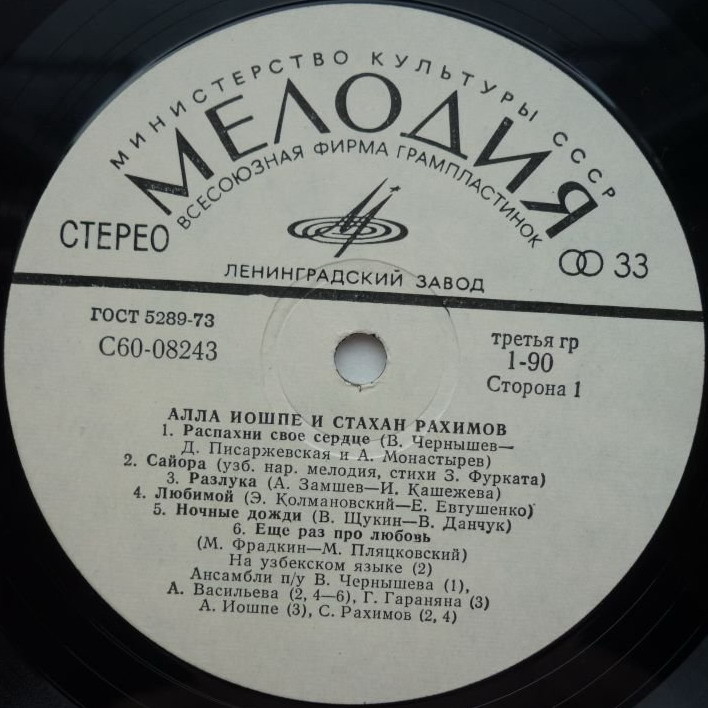 МИНИСТЕРСТВО КУЛЬТУРЫ СССР
МЕЛОДИЯ
ВСЕСОЮЗНАЯ ФИРМА ГРАМПЛАСТИНОК
СТЕРЕО
33
ЛЕНИНГРАДСКИЙ ЗАВОД
ГОСТ 5289-73
С60-08243
третья гр
1-90
Сторона 1
АЛЛА ИОШПЕ И СТАХАН РАХИМОВ
1. Распахни свое сердце (В. Чернышев—
Д. Писаржевская и А. Монастырев)
2. Сайора (узб. нар. мелодия, стихи З. Фурката)
3. Разлука (А. Замшев—И. Кашежева)
4. Любимой (Э. Колмановский—Е. Евтушенко)
5. Ночные дожди (В. Щукин—В. Данчук)
6. Еще раз про любовь
(М. Фрадкин—М. Пляцковский)
На узбекском языке (2)
Ансамбли п/у В. Чернышева (1),
А. Васильева (2, 4—6), Г. Гараняна (3)
А. Иошпе (3), С. Рахимов (2, 4)